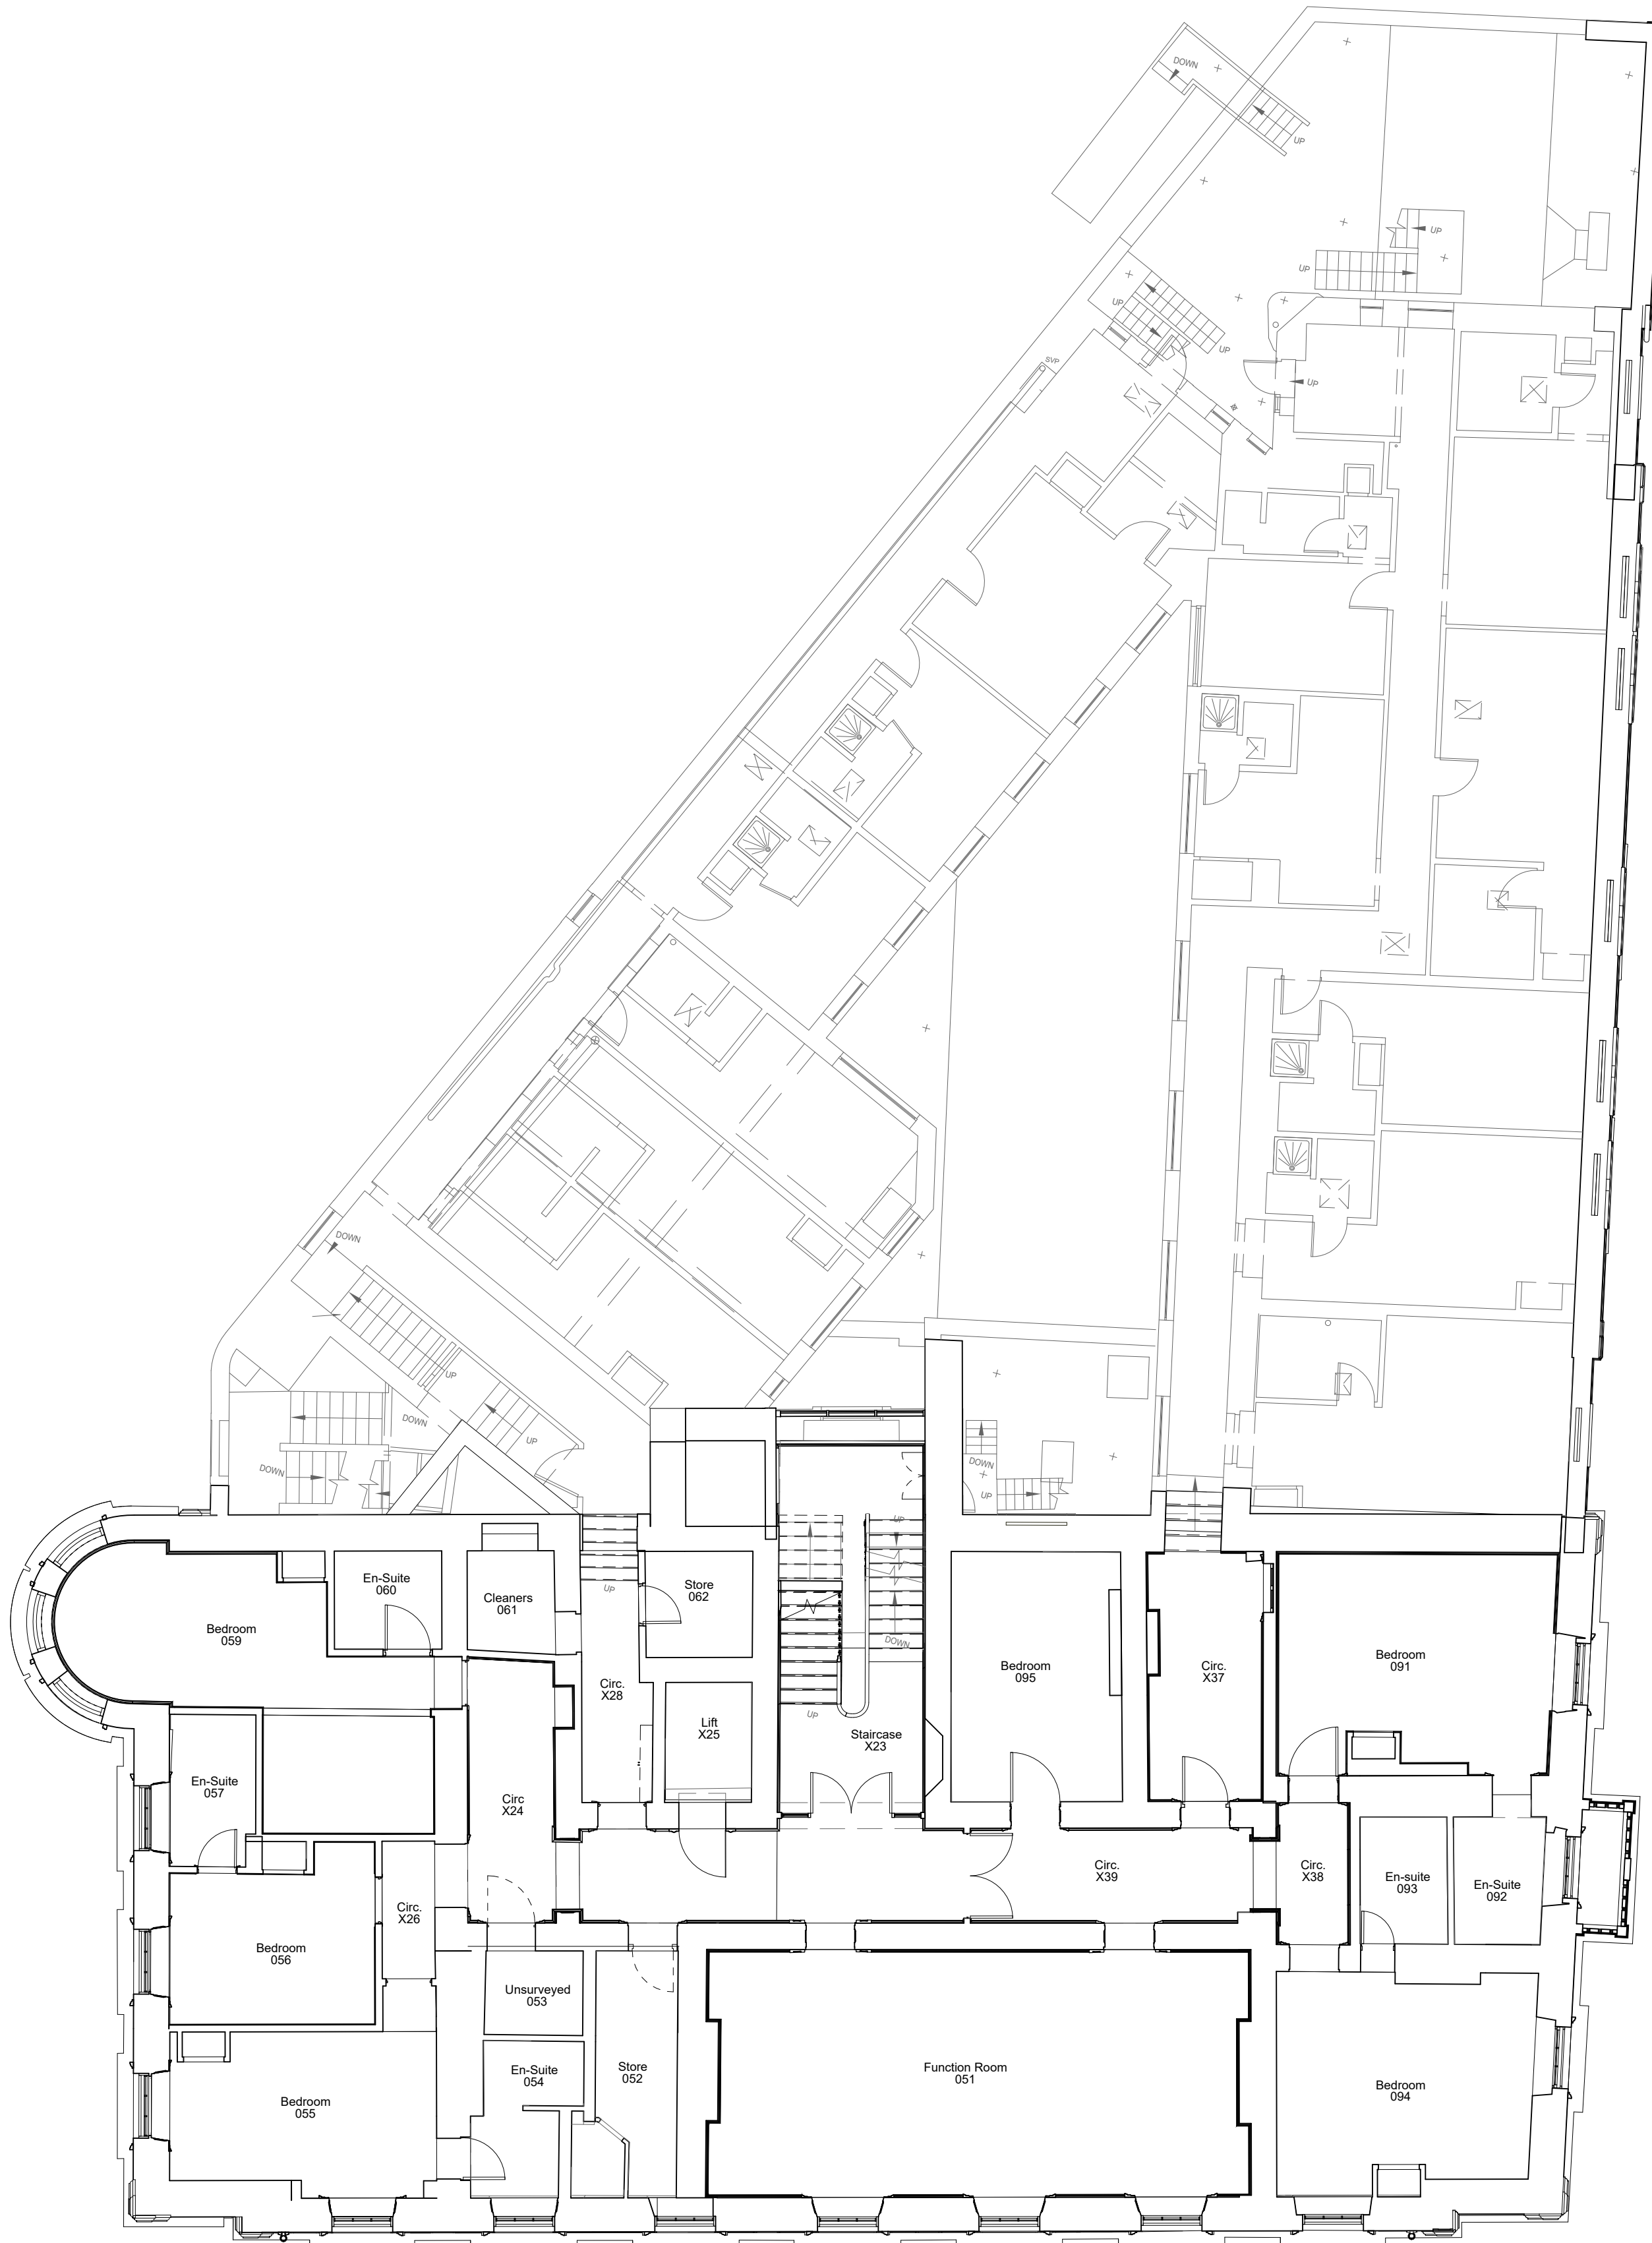 DOWN
UP
UP
UP
UP
UP
UP
SVP
DOWN
UP
DOWN
UP
DOWN
DOWN
UP
UP
UP
DOWN
UP
UP
En-Suite
060
Cleaners
061
Store
062
Bedroom
059
Circ.
X28
Lift
X25
Staircase
X23
Bedroom
095
Circ.
X37
Bedroom
091
En-Suite
057
Circ
X24
Circ.
X26
Circ.
X39
Circ.
X38
En-suite
093
En-Suite
092
Bedroom
056
Unsurveyed
053
En-Suite
054
Store
052
Function Room
051
Bedroom
055
Bedroom
094